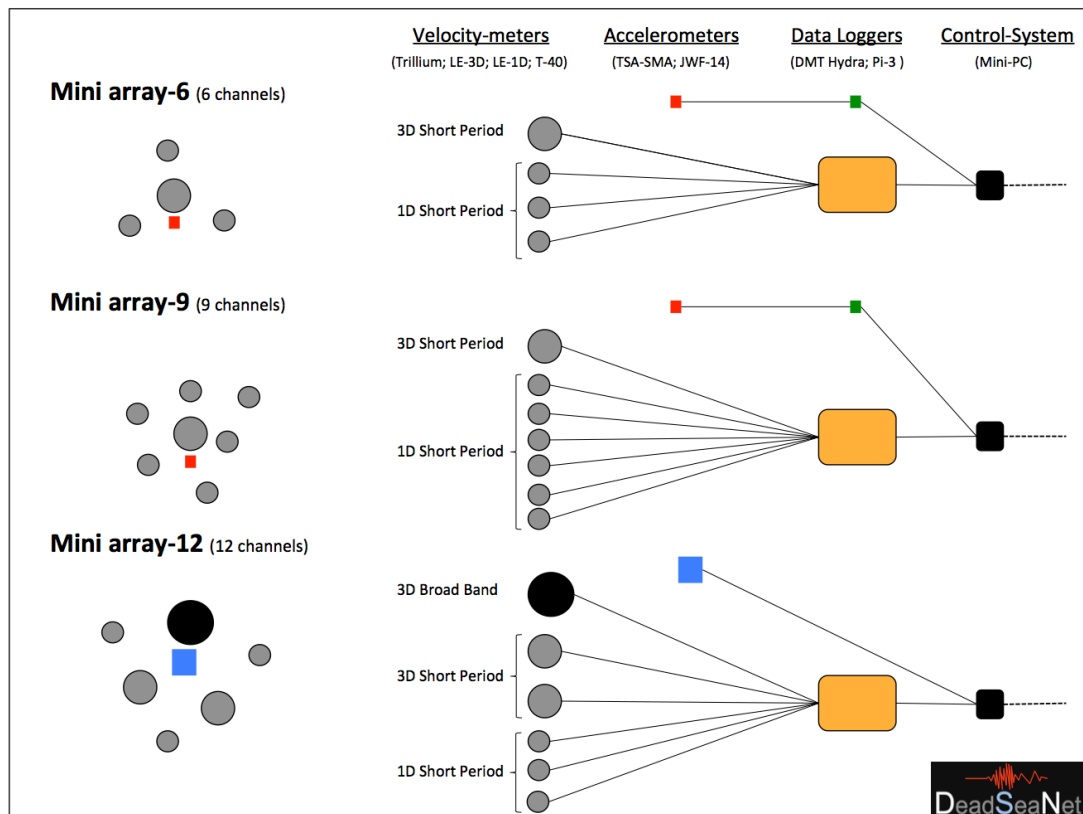 Velocity-meters
(Trillium; LE-3D; LE-1D; T-40)
Accelerometers
(TSA-SMA; JWF-14)
Data Loggers
(DMT Hydra; Pi-3 )
Control-System
(Mini-PC)
Mini array-6 (6 channels)
3D Short Period
1D Short Period
Mini array-9 (9 channels)
3D Short Period
1D Short Period
Mini array-12 (12 channels)
3D Broad Band
3D Short Period
1D Short Period
DeadSeaNet